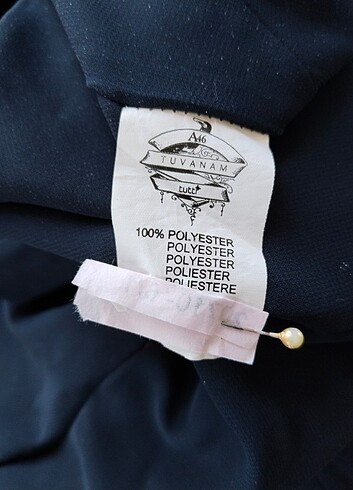 A46
TUVANAM
tutti
100% POLYESTER
POLYESTER
POLYESTER
POLIESTER
POLIESTERE